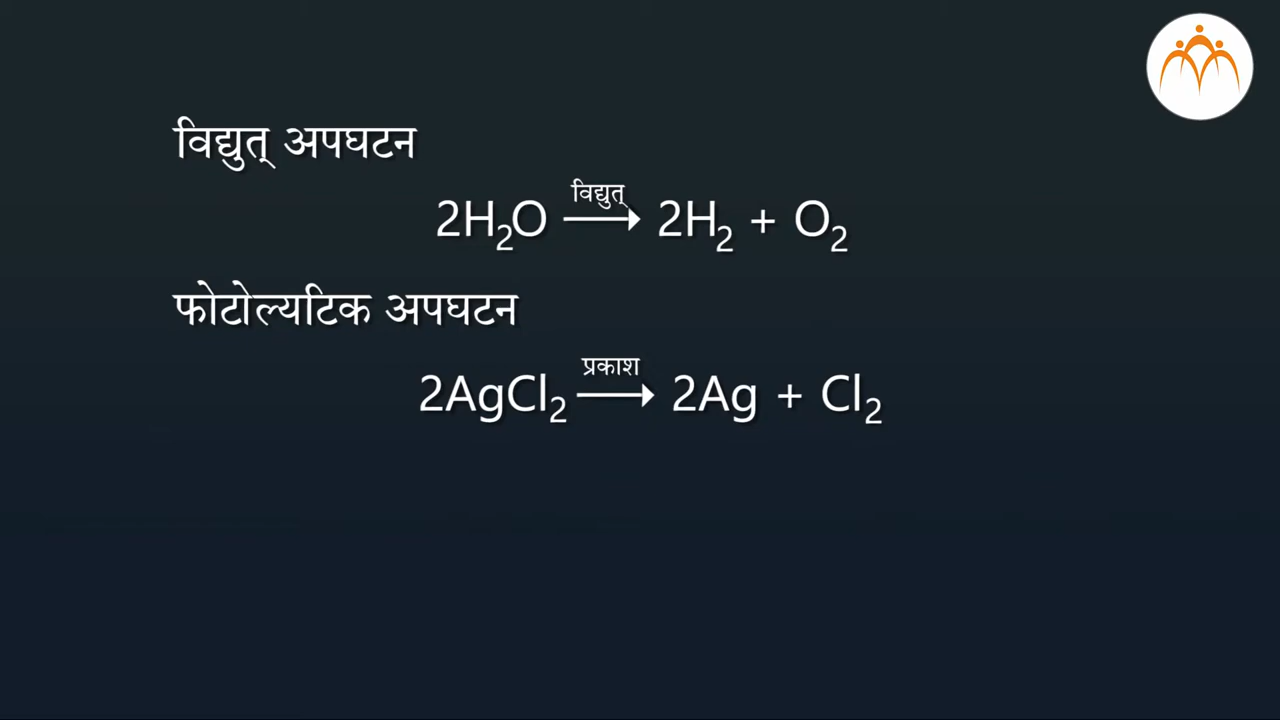 विद्युत् अपघटन
2H₂O —विद्युत्→ 2H₂ + O₂
फोटोल्यटिक अपघटन
2AgCl₂ —प्रकाश→ 2Ag + Cl₂